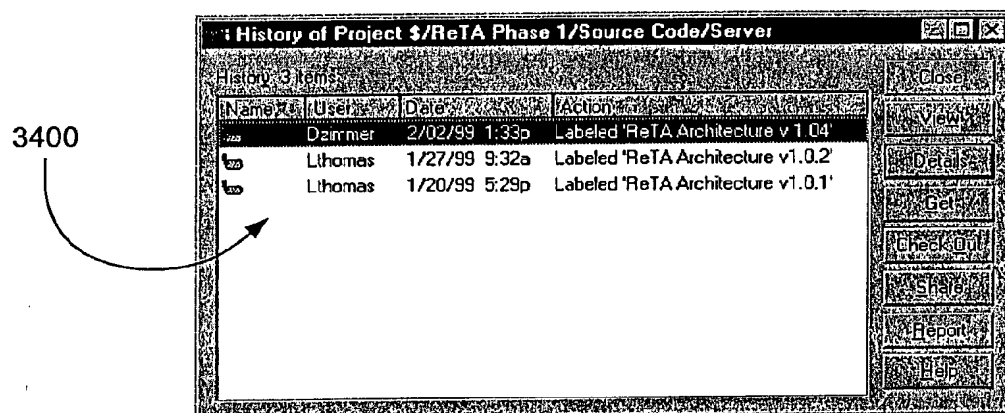 History of Project $/ReTA Phase 1/Source Code/Server
History: 3 items
Close
Name User Date Action
View
3400
Dzimmer 2/02/99 1:33p Labeled 'ReTA Architecture v 1.04'
Lthomas 1/27/99 9:32a Labeled 'ReTA Architecture v1.0.2'
Details
Lthomas 1/20/99 5:29p Labeled 'ReTA Architecture v1.0.1'
Get
Check Out
Share
Report
Help